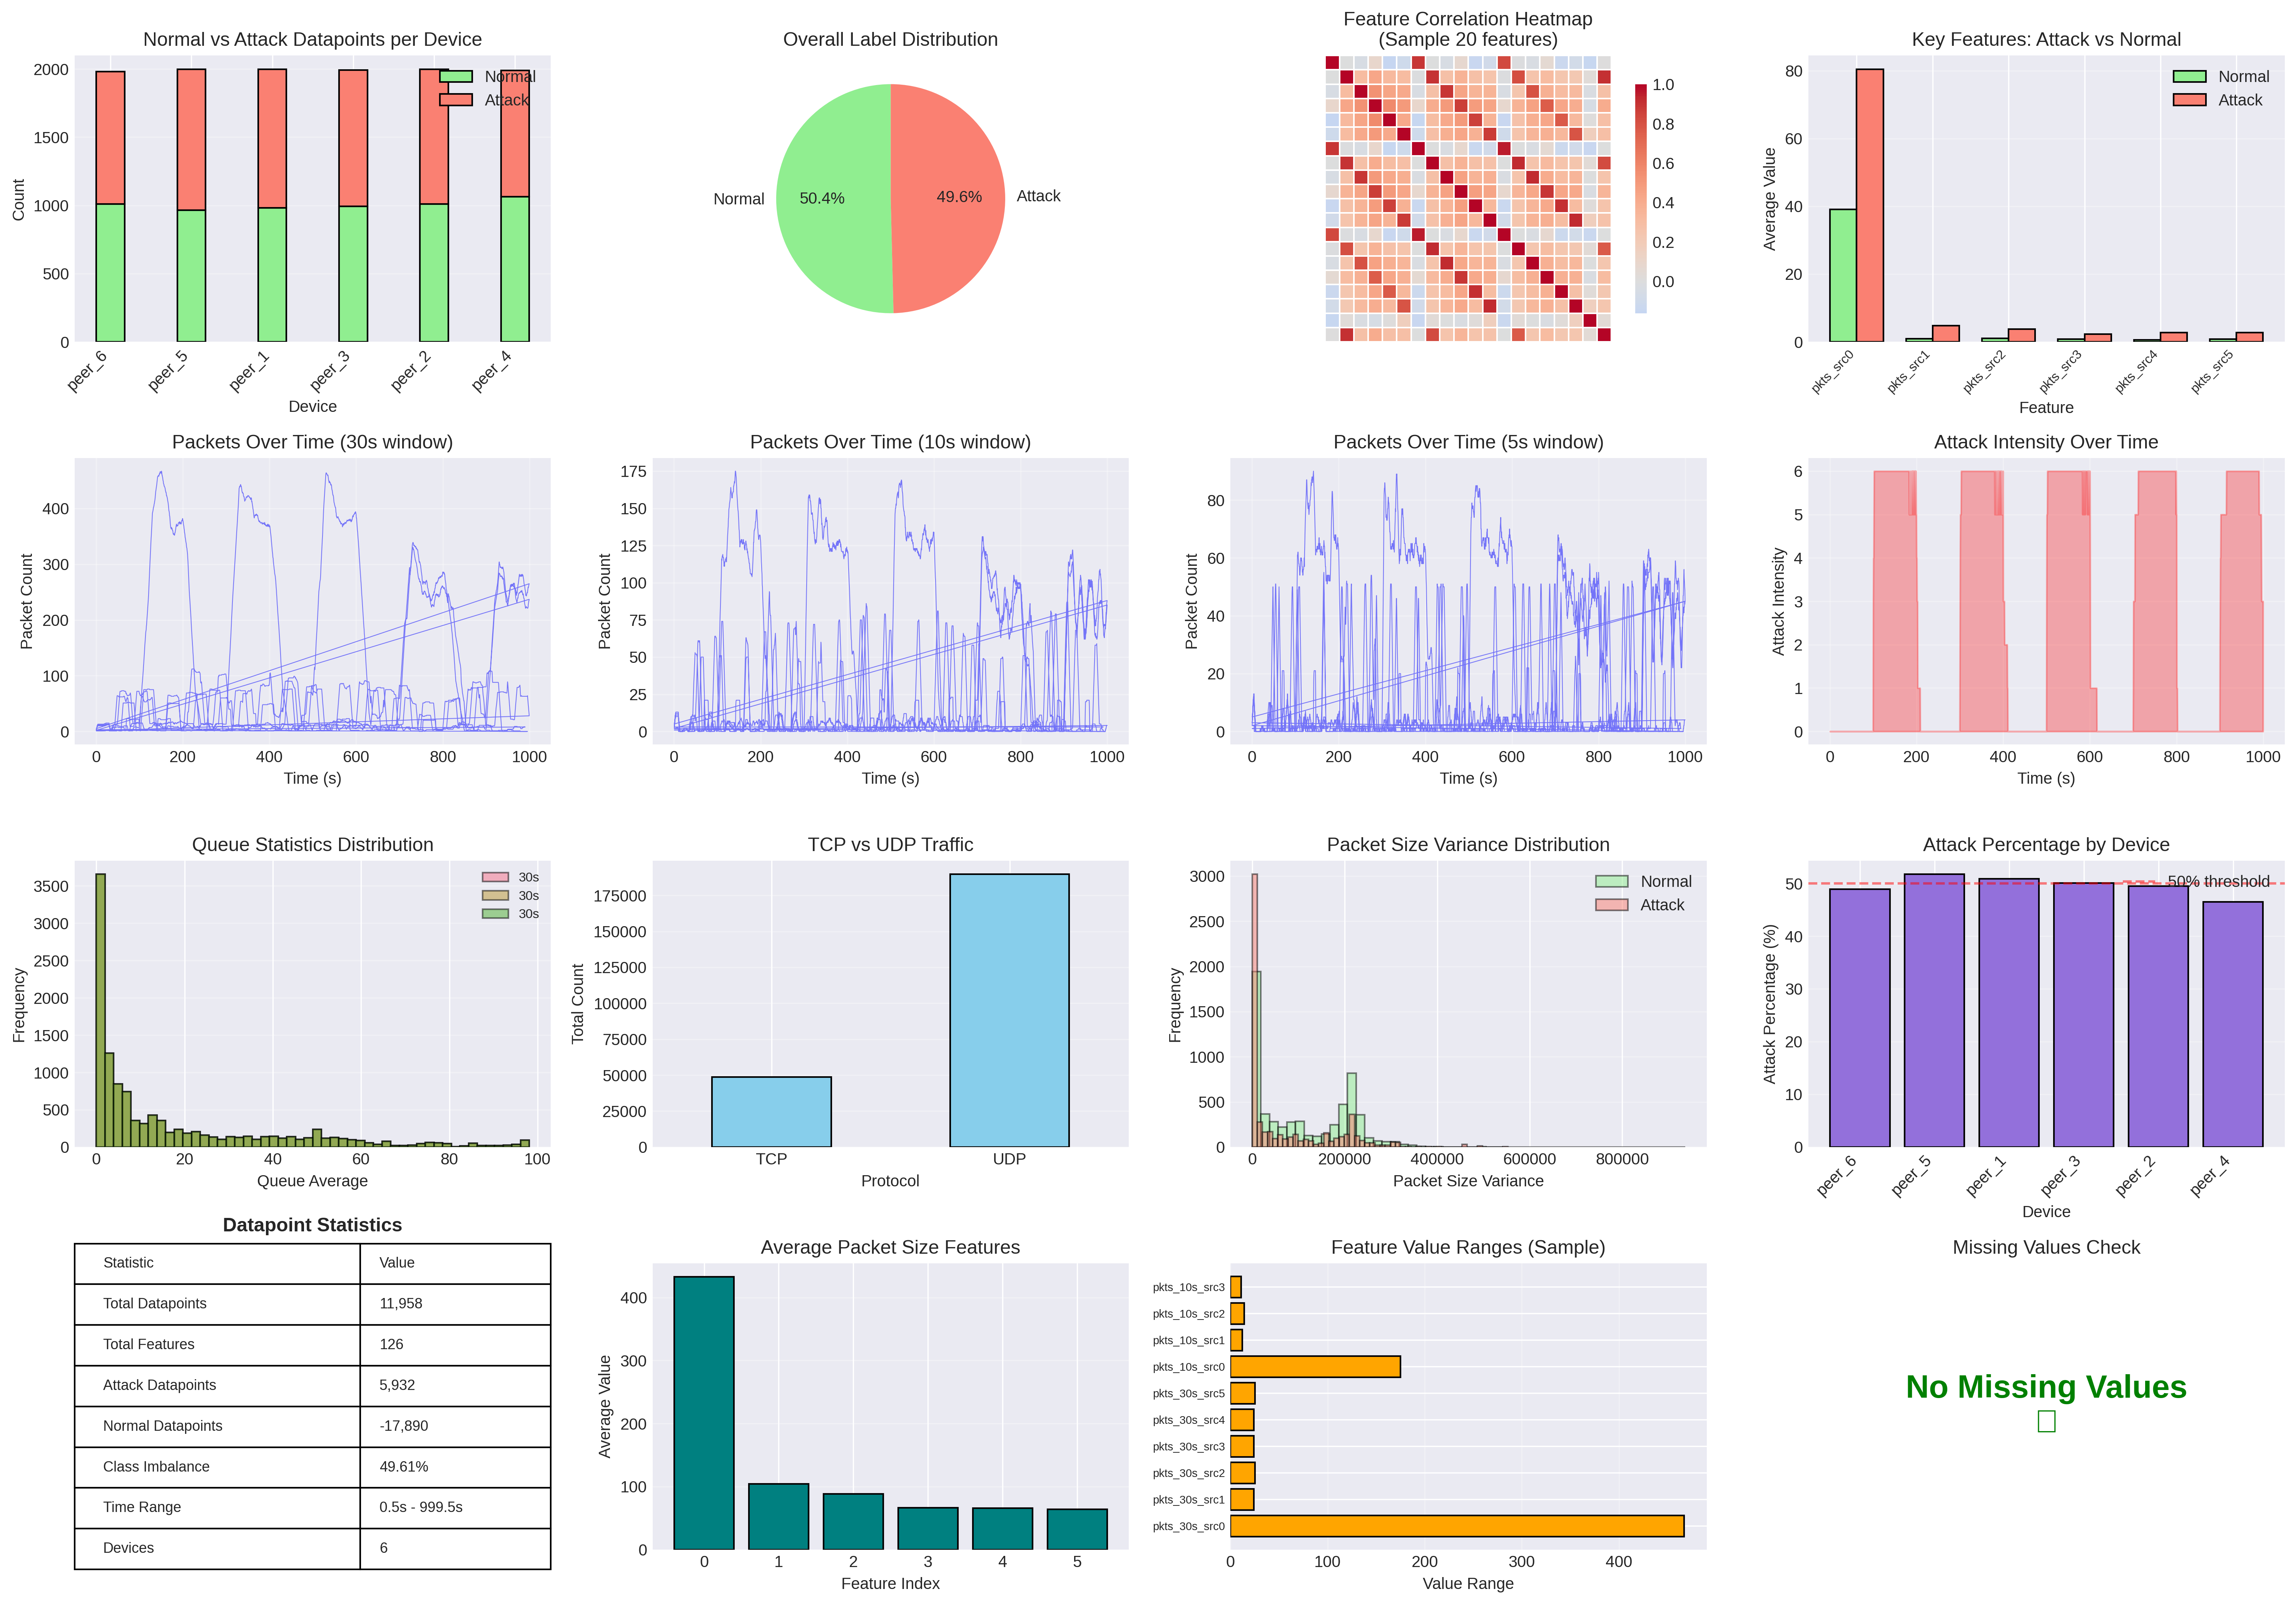 Normal vs Attack Datapoints per Device
Count
2000
1500
1000
500
0
Normal
Attack
peer_6
peer_5
peer_1
peer_3
peer_2
peer_4
Device
Overall Label Distribution
Normal
50.4%
49.6%
Attack
Feature Correlation Heatmap
(Sample 20 features)
1.0
0.8
0.6
0.4
0.2
0.0
Key Features: Attack vs Normal
Average Value
80
60
40
20
0
Normal
Attack
pkts_src0
pkts_src1
pkts_src2
pkts_src3
pkts_src4
pkts_src5
Feature
Packets Over Time (30s window)
Packet Count
400
300
200
100
0
0 200 400 600 800 1000
Time (s)
Packets Over Time (10s window)
Packet Count
175
150
125
100
75
50
25
0
0 200 400 600 800 1000
Time (s)
Packets Over Time (5s window)
Packet Count
80
60
40
20
0
0 200 400 600 800 1000
Time (s)
Attack Intensity Over Time
Attack Intensity
6
5
4
3
2
1
0
0 200 400 600 800 1000
Time (s)
Queue Statistics Distribution
Frequency
3500
3000
2500
2000
1500
1000
500
0
30s
30s
30s
0 20 40 60 80 100
Queue Average
TCP vs UDP Traffic
Total Count
175000
150000
125000
100000
75000
50000
25000
0
TCP UDP
Protocol
Packet Size Variance Distribution
Frequency
3000
2500
2000
1500
1000
500
0
Normal
Attack
0 200000 400000 600000 800000
Packet Size Variance
Attack Percentage by Device
Attack Percentage (%)
50
40
30
20
10
0
50% threshold
peer_6
peer_5
peer_1
peer_3
peer_2
peer_4
Device
Datapoint Statistics
Statistic Value
Total Datapoints 11,958
Total Features 126
Attack Datapoints 5,932
Normal Datapoints -17,890
Class Imbalance 49.61%
Time Range 0.5s - 999.5s
Devices 6
Average Packet Size Features
Average Value
400
300
200
100
0
0 1 2 3 4 5
Feature Index
Feature Value Ranges (Sample)
pkts_10s_src3
pkts_10s_src2
pkts_10s_src1
pkts_10s_src0
pkts_30s_src5
pkts_30s_src4
pkts_30s_src3
pkts_30s_src2
pkts_30s_src1
pkts_30s_src0
0 100 200 300 400
Value Range
Missing Values Check
No Missing Values